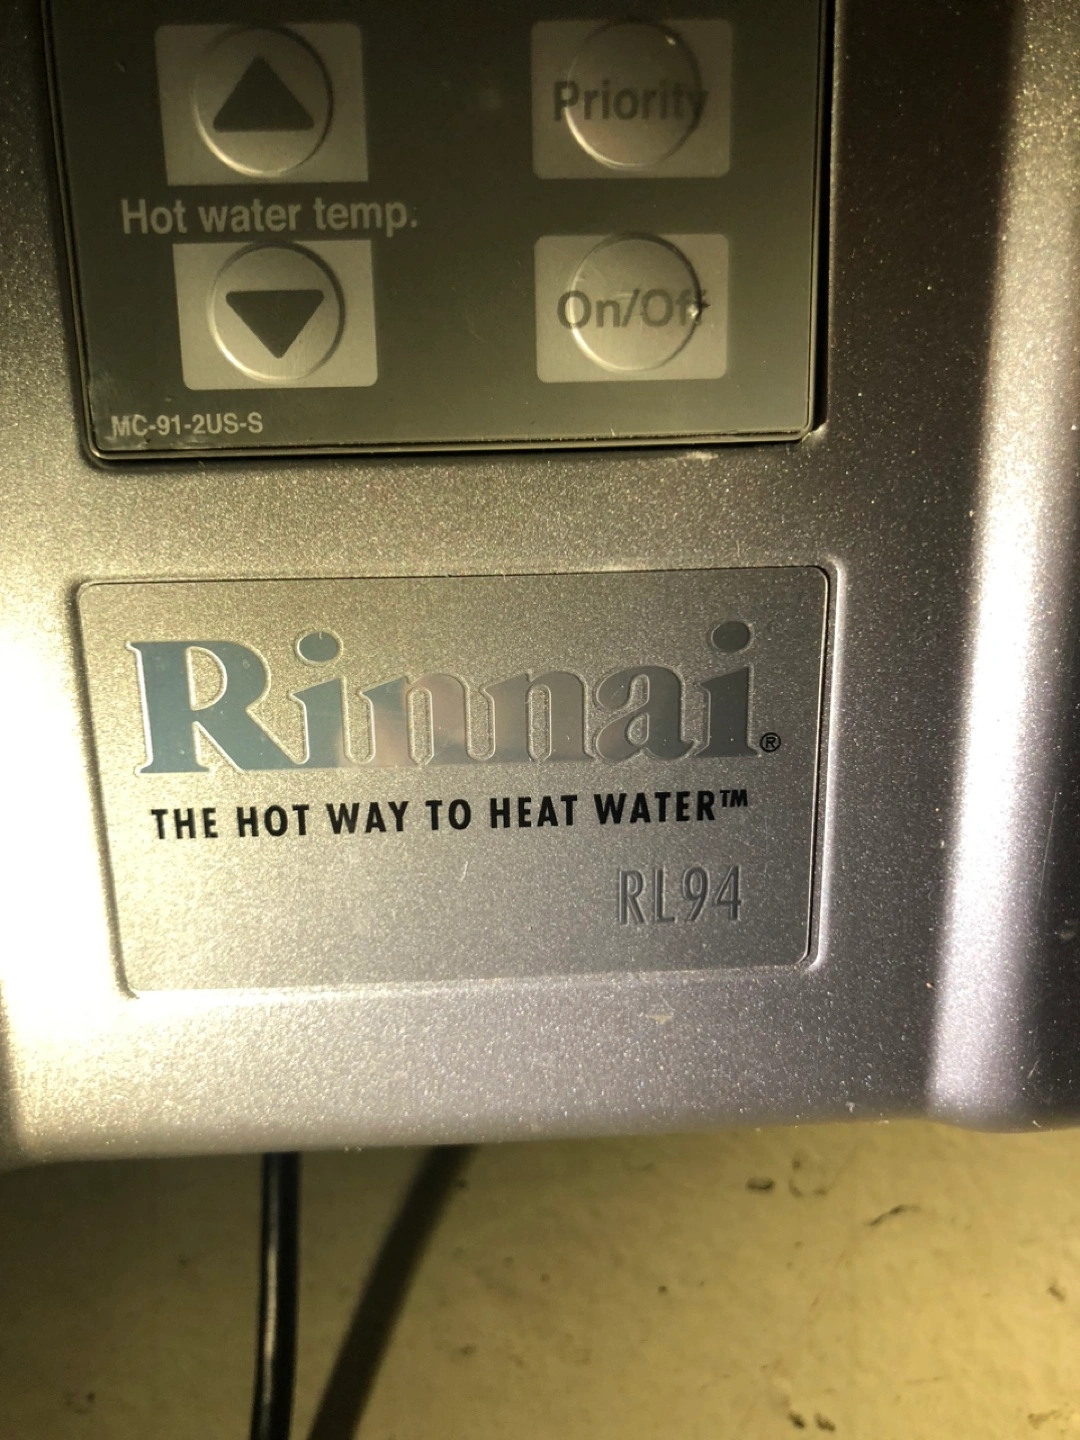 Priority
Hot water temp.
On/Off
MC-91-2US-S
Rinnai®
THE HOT WAY TO HEAT WATER™
RL94